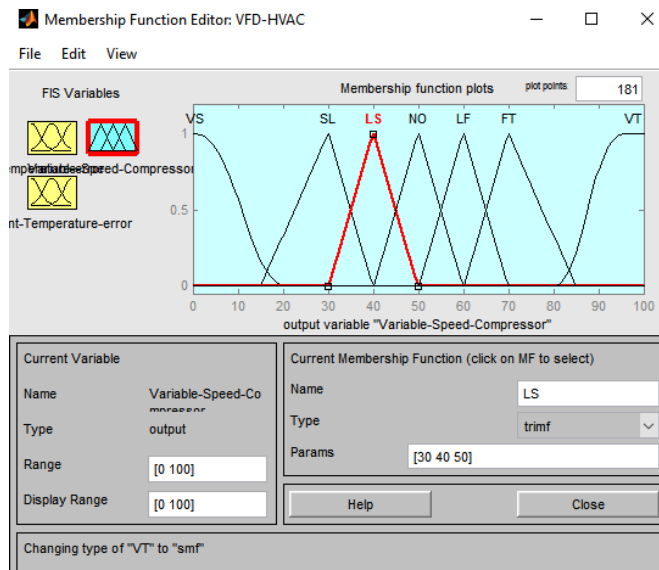 Membership Function Editor: VFD-HVAC
File Edit View
FIS Variables
Membership function plots
plot points:
181
VS SL LS NO LF FT VT
1
Variable-Speed-Compressor
0.5
nt-Temperature-error
0
0 10 20 30 40 50 60 70 80 90 100
output variable "Variable-Speed-Compressor"
Current Variable
Name Variable-Speed-Co
mpressor
Type output
Range [0 100]
Display Range [0 100]
Current Membership Function (click on MF to select)
Name LS
Type trimf
Params [30 40 50]
Help Close
Changing type of "VT" to "smf"